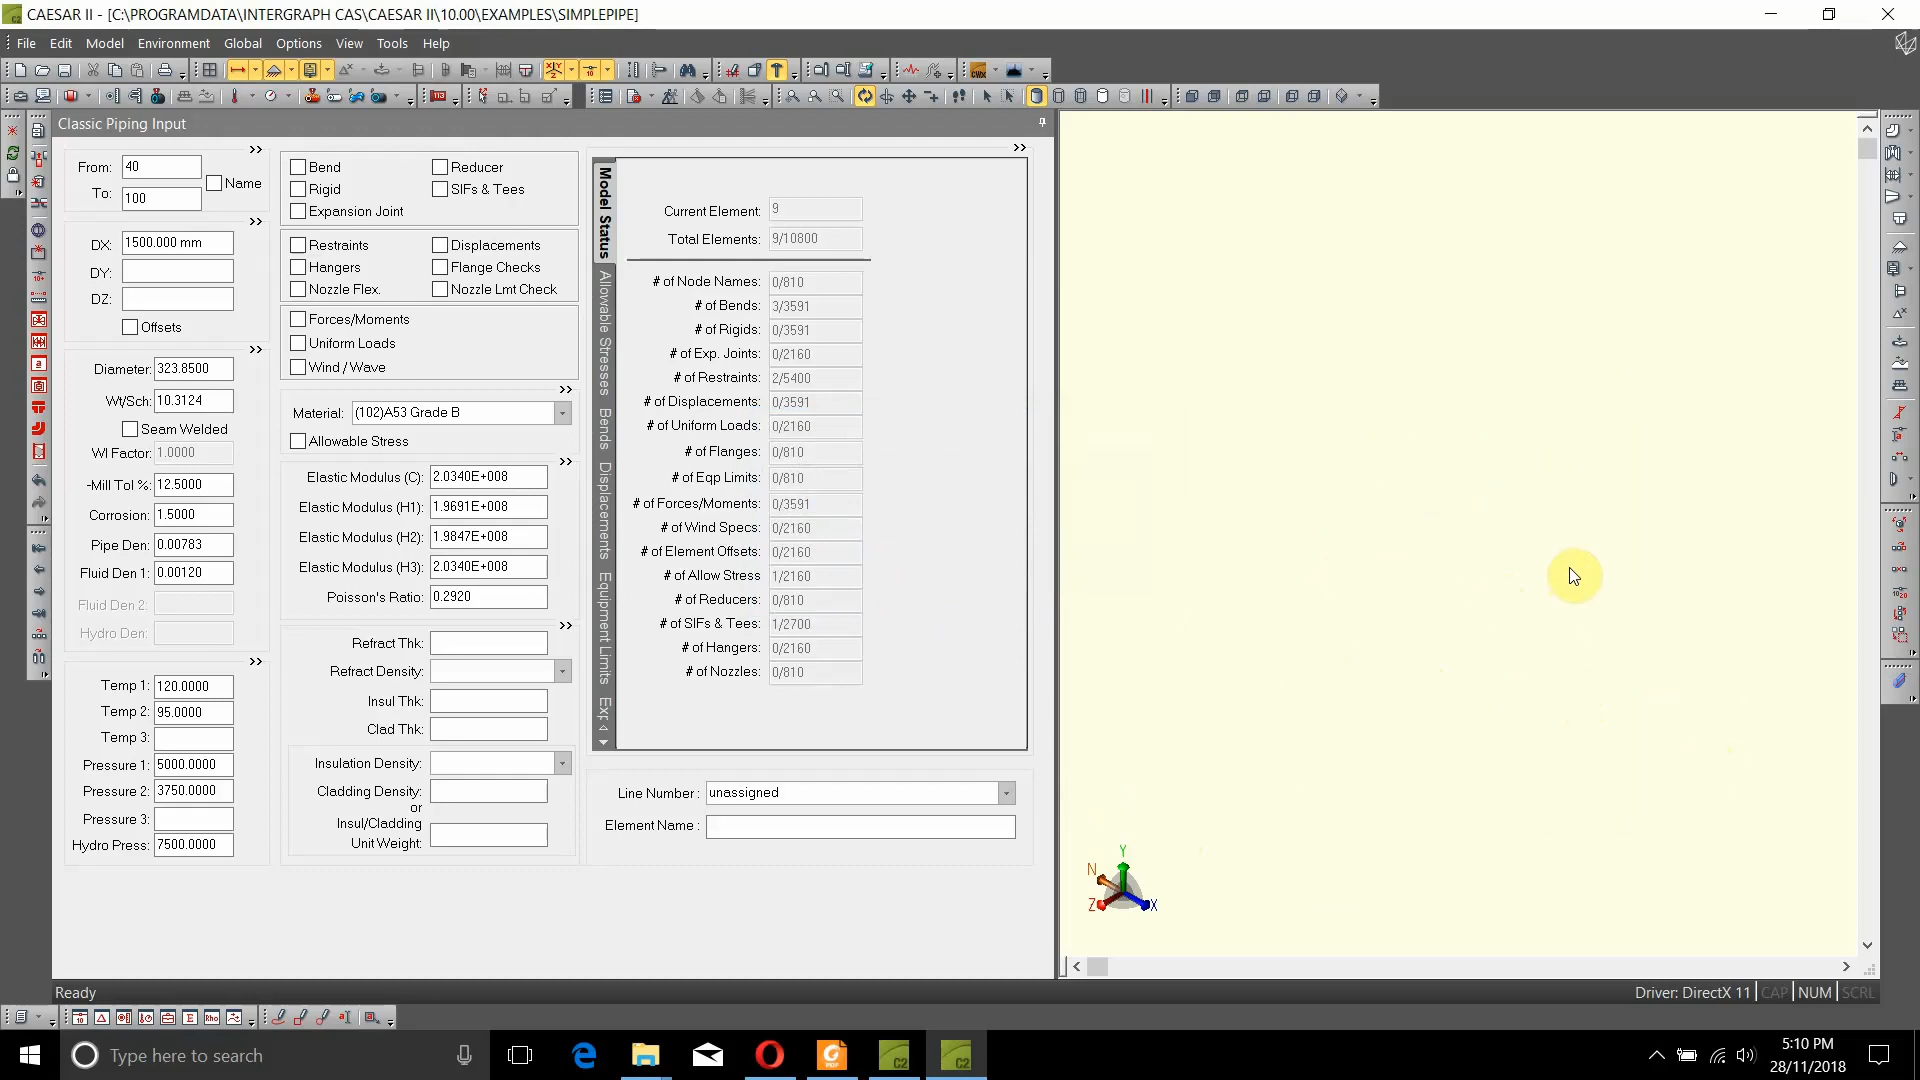 CAESAR II - [C:\PROGRAMDATA\INTERGRAPH CAS\CAESAR II\10.00\EXAMPLES\SIMPLEPIPE]
File Edit Model Environment Global Options View Tools Help
Classic Piping Input
From: 40
To: 100
Name
DX: 1500.000 mm
DY:
DZ:
Offsets
Diameter: 323.8500
Wt/Sch: 10.3124
Seam Welded
WI Factor: 1.0000
-Mill Tol %: 12.5000
Corrosion: 1.5000
Pipe Den: 0.00783
Fluid Den 1: 0.00120
Fluid Den 2:
Hydro Den:
Temp 1: 120.0000
Temp 2: 95.0000
Temp 3:
Pressure 1: 5000.0000
Pressure 2: 3750.0000
Pressure 3:
Hydro Press: 7500.0000
Bend Reducer
Rigid SIFs & Tees
Expansion Joint
Restraints Displacements
Hangers Flange Checks
Nozzle Flex. Nozzle Lmt Check
Forces/Moments
Uniform Loads
Wind / Wave
Material: (102)A53 Grade B
Allowable Stress
Elastic Modulus (C): 2.0340E+008
Elastic Modulus (H1): 1.9691E+008
Elastic Modulus (H2): 1.9847E+008
Elastic Modulus (H3): 2.0340E+008
Poisson's Ratio: 0.2920
Refract Thk:
Refract Density:
Insul Thk:
Clad Thk:
Insulation Density:
Cladding Density:
or
Insul/Cladding
Unit Weight:
Model Status
Allowable Stresses
Bends
Displacements
Equipment Limits
Current Element: 9
Total Elements: 9/10800
# of Node Names: 0/810
# of Bends: 3/3591
# of Rigids: 0/3591
# of Exp. Joints: 0/2160
# of Restraints: 2/5400
# of Displacements: 0/3591
# of Uniform Loads: 0/2160
# of Flanges: 0/810
# of Eqp Limits: 0/810
# of Forces/Moments: 0/3591
# of Wind Specs: 0/2160
# of Element Offsets: 0/2160
# of Allow Stress 1/2160
# of Reducers: 0/810
# of SIFs & Tees: 1/2700
# of Hangers: 0/2160
# of Nozzles: 0/810
Line Number : unassigned
Element Name :
Y
N
Z
X
Ready
Driver: DirectX 11 CAP NUM SCRL
Type here to search
5:10 PM
28/11/2018